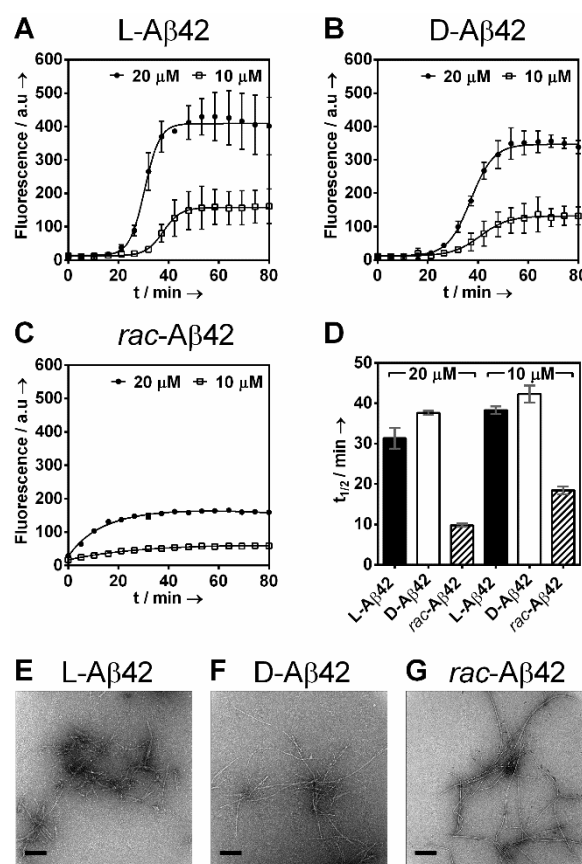 A L-Aβ42
Fluorescence / a.u →
600
500
400
300
200
100
0
20 μM 10 μM
0 20 40 60 80
t / min →
B D-Aβ42
Fluorescence / a.u →
600
500
400
300
200
100
0
20 μM 10 μM
0 20 40 60 80
t / min →
C rac-Aβ42
Fluorescence / a.u →
600
500
400
300
200
100
0
20 μM 10 μM
0 20 40 60 80
t / min →
D
t1/2 / min →
50
40
30
20
10
0
20 μM 10 μM
L-Aβ42
D-Aβ42
rac-Aβ42
L-Aβ42
D-Aβ42
rac-Aβ42
E L-Aβ42
F D-Aβ42
G rac-Aβ42